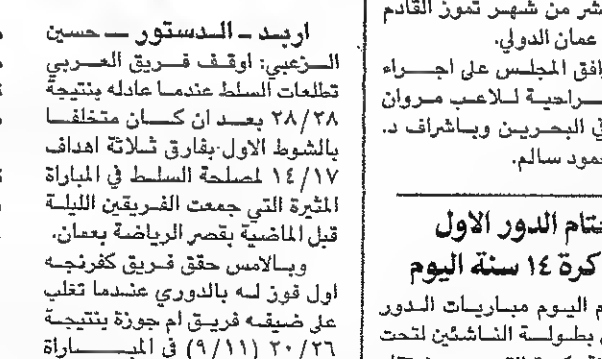 شر من شهر تموز القادم
عمان الدولي.
وافق المجلس على اجراء
جراحية للاعب مروان
في البحرين وباشراف د.
محمود سالم.
ختام الدور الاول
كرة ١٤ سنة اليوم
اليوم مباريات الدور
بطولة الناشئين لتحت
اربد ـ الدستور ـ حسين
الزعبي: اوقف فريق العربي
تطلعات السلط عندما عادله بنتيجة
٢٨/٢٨ بعد ان كان متخلفا
بالشوط الاول بفارق ثلاثة اهداف
١٤/١٧ لمصلحة السلط في المباراة
المثيرة التي جمعت الفريقين الليلة
قبل الماضية بقصر الرياضة بعمان.
وبالامس حقق فريق كفرنجه
اول فوز له بالدوري عندما تغلب
على ضيفه فريق ام جوزة بنتيجة
٢٠/٢٦ (٩/١١) في المباراة